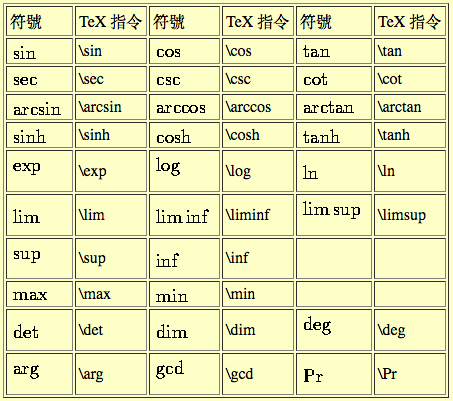 符號 TeX 指令 符號 TeX 指令 符號 TeX 指令
sin \sin cos \cos tan \tan
sec \sec csc \csc cot \cot
arcsin \arcsin arccos \arccos arctan \arctan
sinh \sinh cosh \cosh tanh \tanh
exp \exp log \log ln \ln
lim \lim lim inf \liminf lim sup \limsup
sup \sup inf \inf
max \max min \min
det \det dim \dim deg \deg
arg \arg gcd \gcd Pr \Pr